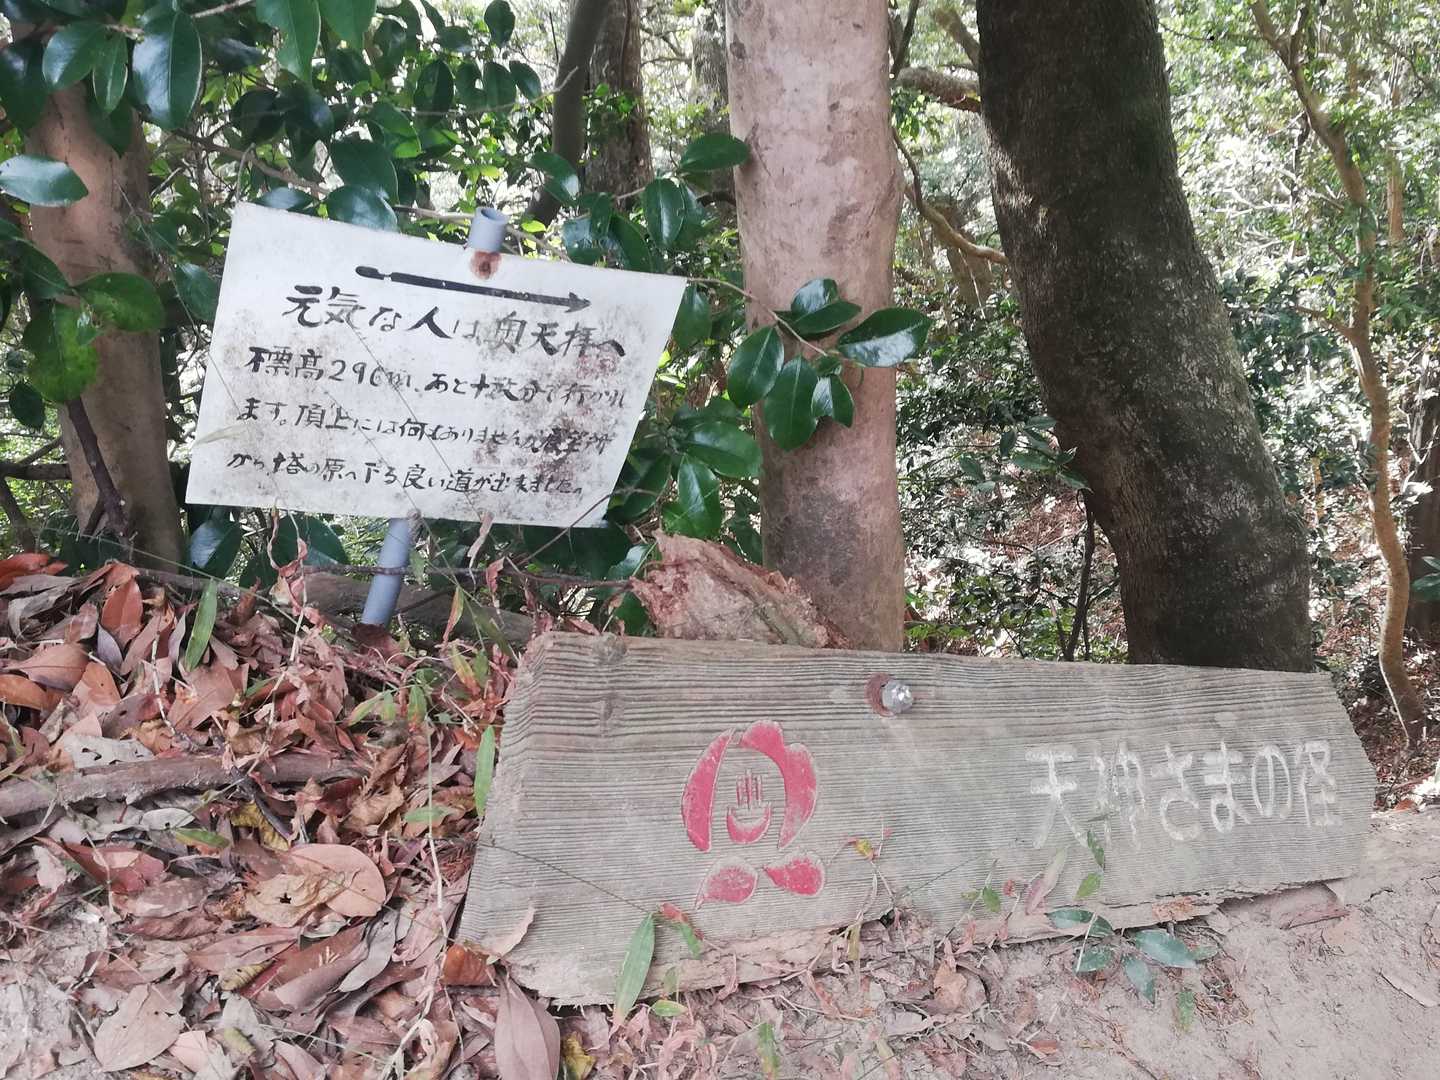 元気な人は奥天拝へ
標高296m、あと十数分で行かれ
ます。頂上には何もありませんが展望所
から塔の原へ下る良い道が出来ました。
天神さまの径